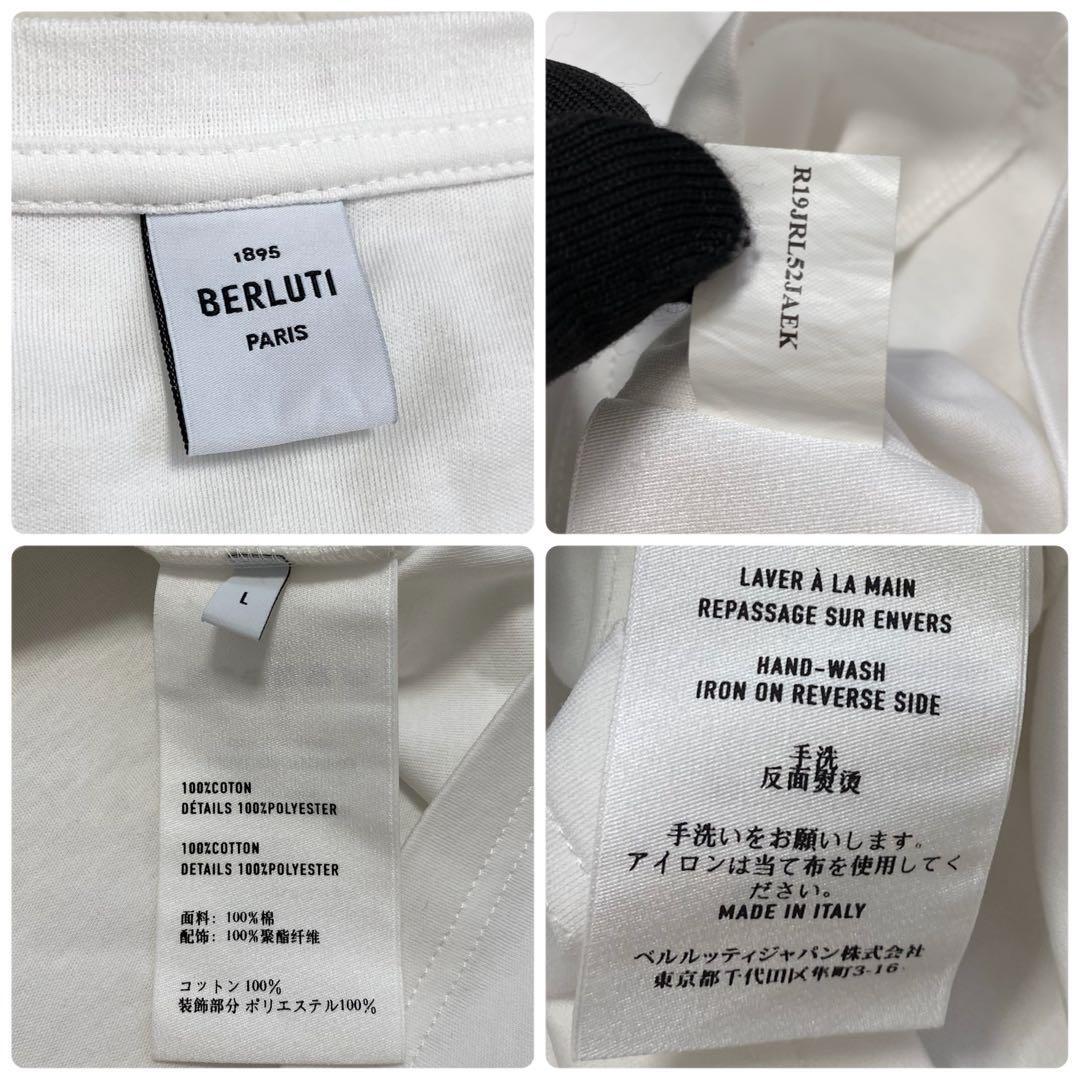 1895
BERLUTI
PARIS
R19JRL52JAEK
L
100%COTON
DÉTAILS 100%POLYESTER
100%COTTON
DETAILS 100%POLYESTER
面料: 100%棉
配饰: 100%聚酯纤维
コットン 100%
装飾部分 ポリエステル100%
LAVER À LA MAIN
REPASSAGE SUR ENVERS
HAND-WASH
IRON ON REVERSE SIDE
手洗
反面熨烫
手洗いをお願いします。
アイロンは当て布を使用してく
ださい。
MADE IN ITALY
ベルルッティジャパン株式会社
東京都千代田区隼町3-16